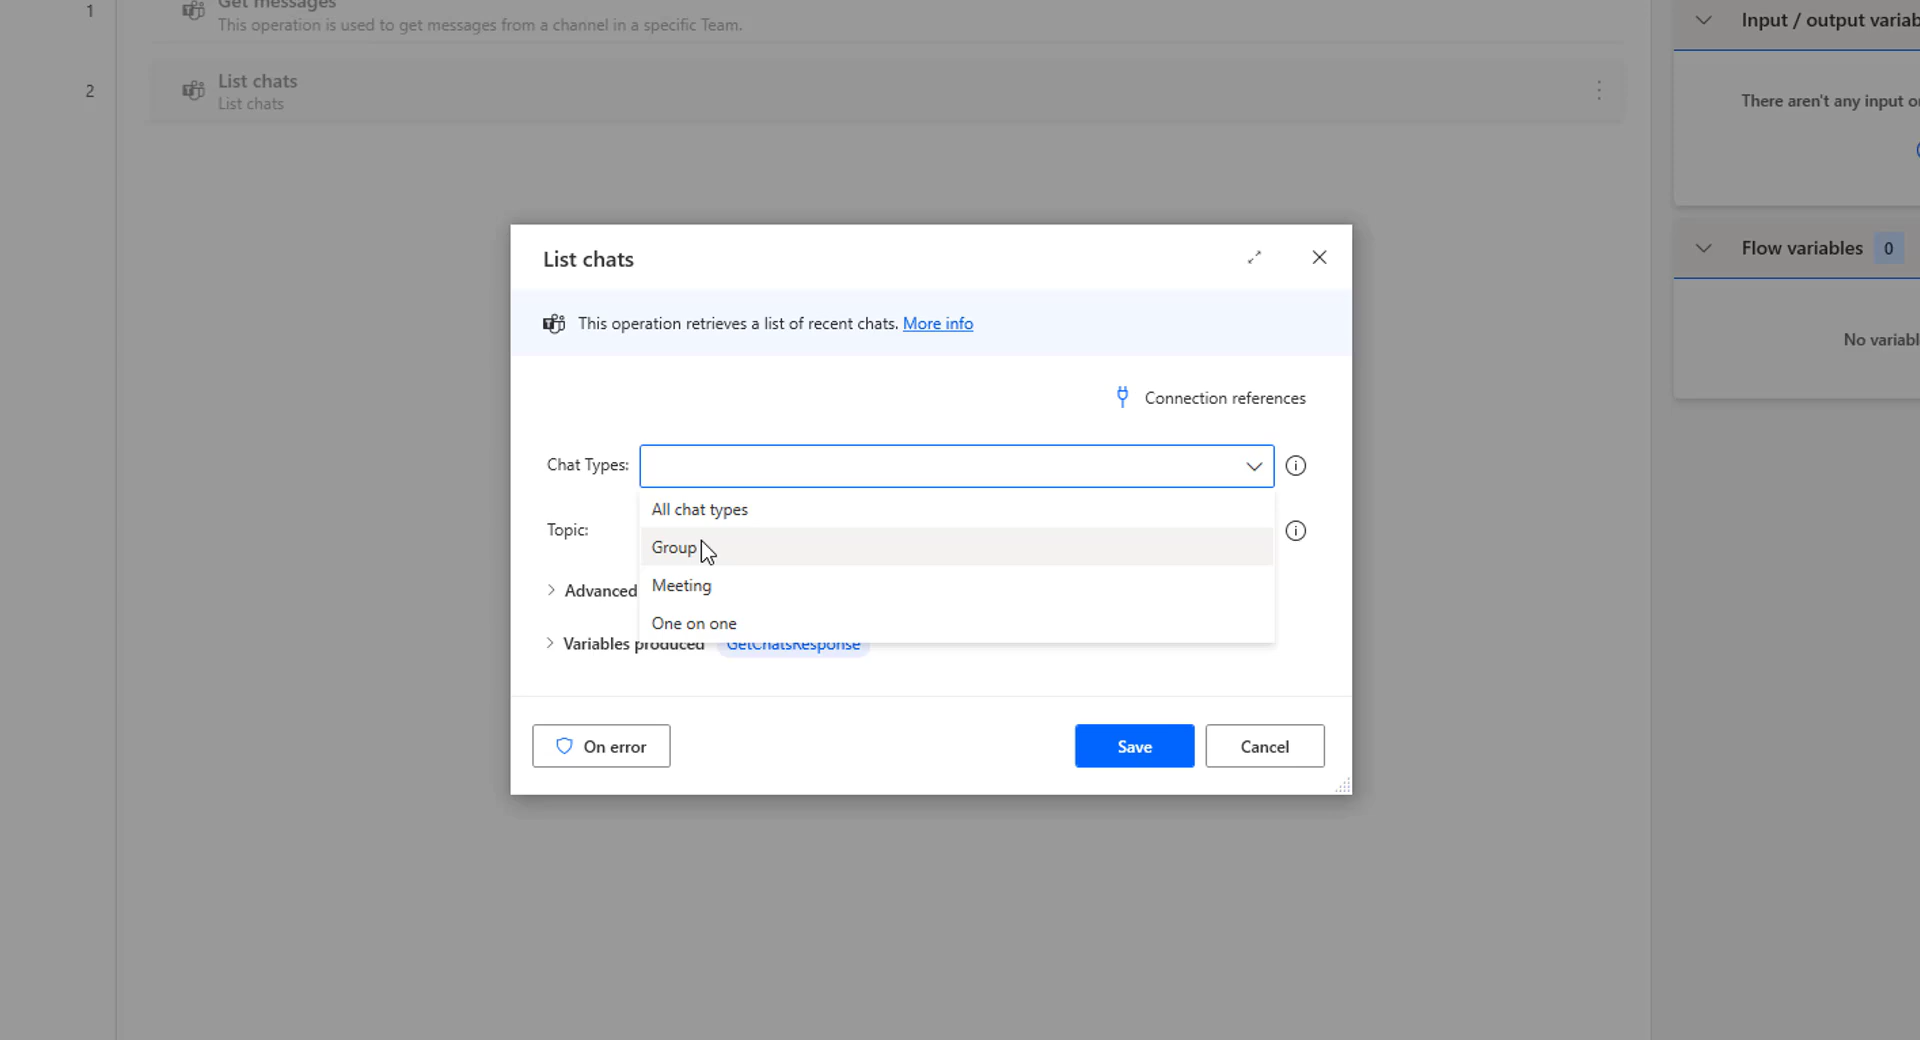 1
Get messages
This operation is used to get messages from a channel in a specific Team.
2
List chats
List chats
Input / output
There aren't any input
Flow variables 0
No
List chats
This operation retrieves a list of recent chats. More info
Connection references
Chat Types:
All chat types
Topic:
Group
Meeting
Advanced
One on one
Variables produced GetChatsResponse
On error
Save
Cancel